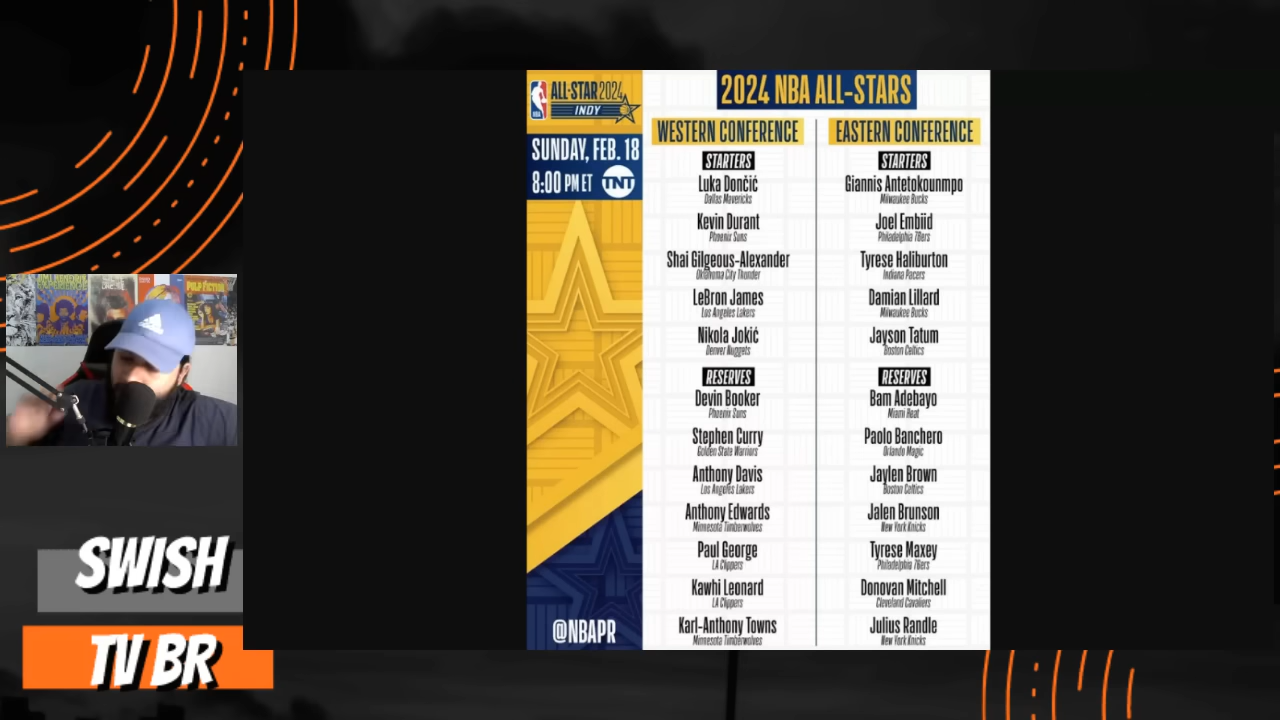 ALL-STAR 2024
INDY
NBA
SUNDAY, FEB. 18
8:00 PM ET TNT
@NBAPR
2024 NBA ALL-STARS
WESTERN CONFERENCE
STARTERS
Luka Dončić
Dallas Mavericks
Kevin Durant
Phoenix Suns
Shai Gilgeous-Alexander
Oklahoma City Thunder
LeBron James
Los Angeles Lakers
Nikola Jokić
Denver Nuggets
RESERVES
Devin Booker
Phoenix Suns
Stephen Curry
Golden State Warriors
Anthony Davis
Los Angeles Lakers
Anthony Edwards
Minnesota Timberwolves
Paul George
LA Clippers
Kawhi Leonard
LA Clippers
Karl-Anthony Towns
Minnesota Timberwolves
EASTERN CONFERENCE
STARTERS
Giannis Antetokounmpo
Milwaukee Bucks
Joel Embiid
Philadelphia 76ers
Tyrese Haliburton
Indiana Pacers
Damian Lillard
Milwaukee Bucks
Jayson Tatum
Boston Celtics
RESERVES
Bam Adebayo
Miami Heat
Paolo Banchero
Orlando Magic
Jaylen Brown
Boston Celtics
Jalen Brunson
New York Knicks
Tyrese Maxey
Philadelphia 76ers
Donovan Mitchell
Cleveland Cavaliers
Julius Randle
New York Knicks
PULP FICTION
SWISH
TV BR